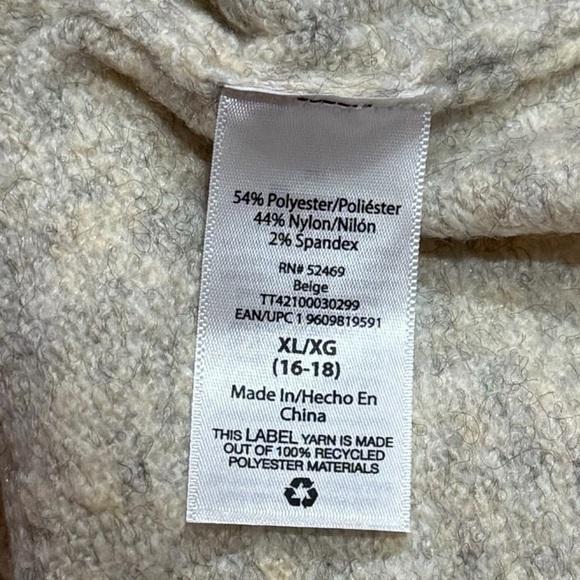 54% Polyester/Poliéster
44% Nylon/Nilón
2% Spandex
RN# 52469
Beige
TT42100030299
EAN/UPC 1 9609819591
XL/XG
(16-18)
Made In/Hecho En
China
THIS LABEL YARN IS MADE
OUT OF 100% RECYCLED
POLYESTER MATERIALS